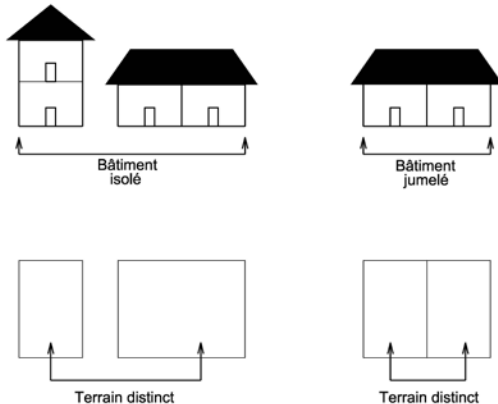 Bâtiment
isolé
Bâtiment
jumelé
Terrain distinct
Terrain distinct